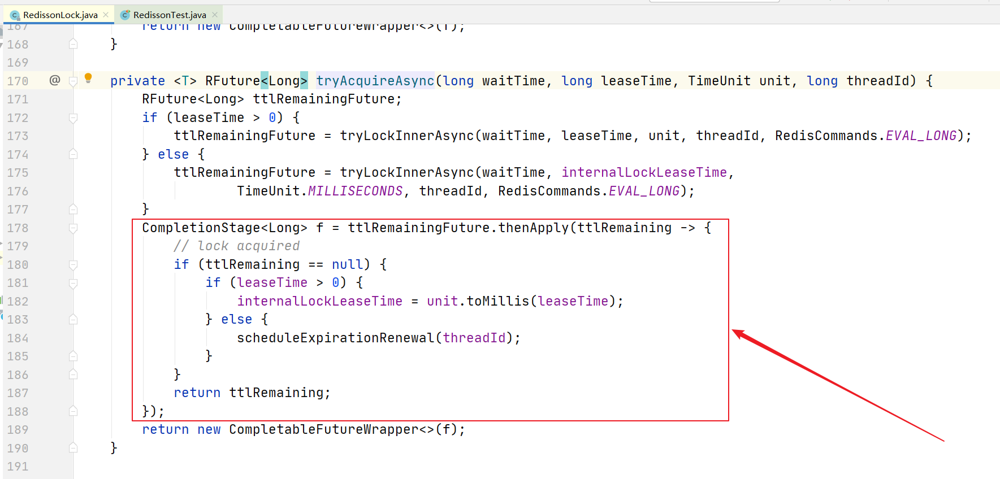 RedissonLock.java
RedissonTest.java
167 return new CompletableFutureWrapper<>(f);
168 }
169
170 @ private <T> RFuture<Long> tryAcquireAsync(long waitTime, long leaseTime, TimeUnit unit, long threadId) {
171 RFuture<Long> ttlRemainingFuture;
172 if (leaseTime > 0) {
173 ttlRemainingFuture = tryLockInnerAsync(waitTime, leaseTime, unit, threadId, RedisCommands.EVAL_LONG);
174 } else {
175 ttlRemainingFuture = tryLockInnerAsync(waitTime, internalLockLeaseTime,
176 TimeUnit.MILLISECONDS, threadId, RedisCommands.EVAL_LONG);
177 }
178 CompletionStage<Long> f = ttlRemainingFuture.thenApply(ttlRemaining -> {
179 // lock acquired
180 if (ttlRemaining == null) {
181 if (leaseTime > 0) {
182 internalLockLeaseTime = unit.toMillis(leaseTime);
183 } else {
184 scheduleExpirationRenewal(threadId);
185 }
186 }
187 return ttlRemaining;
188 });
189 return new CompletableFutureWrapper<>(f);
190 }
191